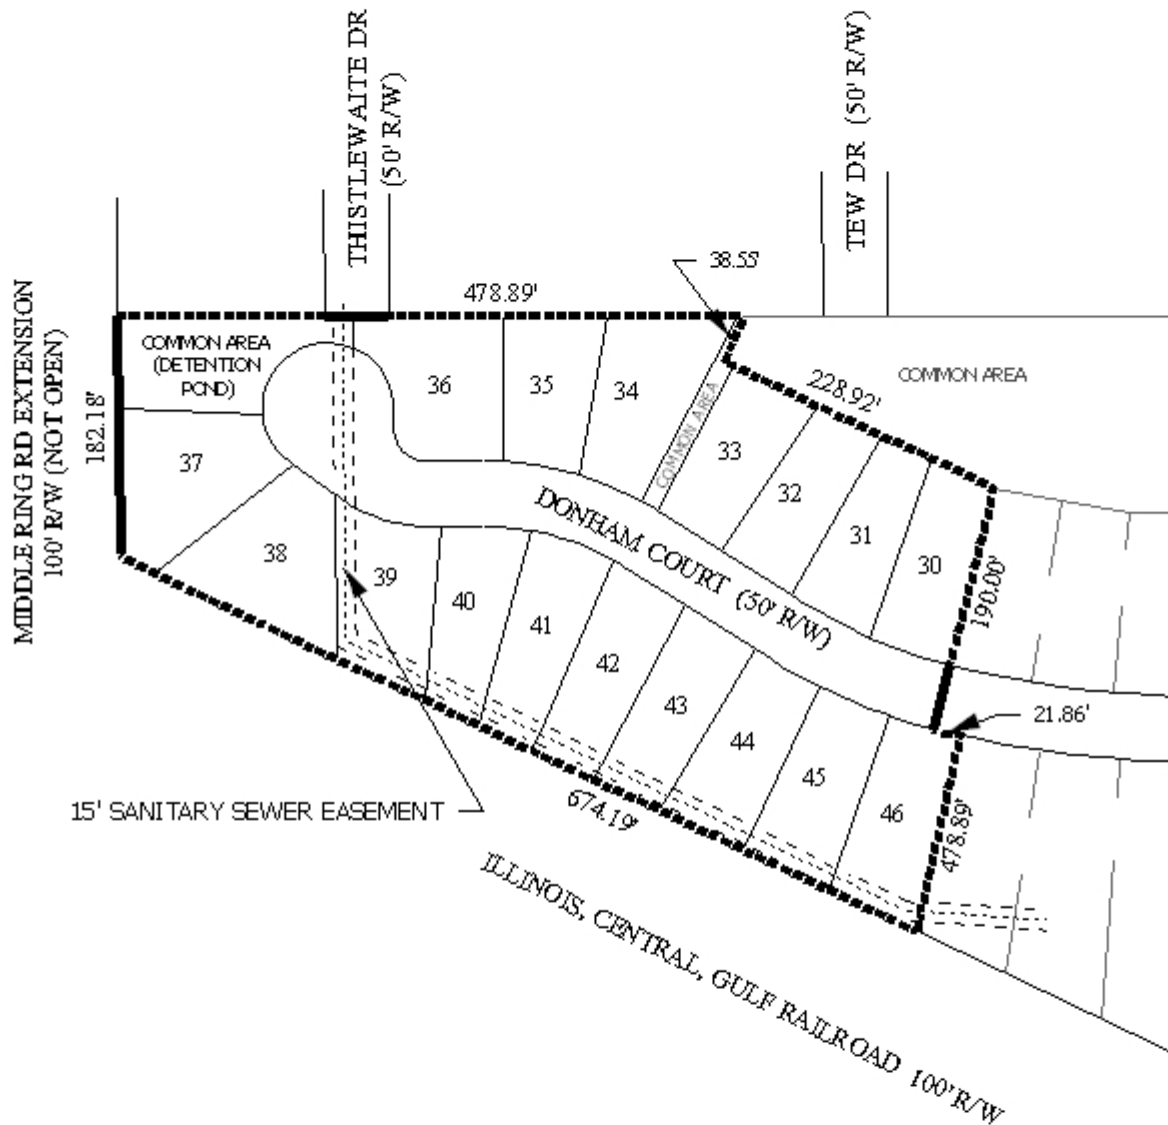 THISTLEWAITE DR
(50' R/W)
TEW DR (50' R/W)
38.55'
478.89'
MIDDLE RING RD EXTENSION
100' R/W (NOT OPEN)
182.18'
COMMON AREA
(DETENTION
POND)
36
35
34
COMMON AREA
33
228.92'
COMMON AREA
37
32
31
30
190.00'
DONHAM COURT (50' R/W)
38
39
40
41
42
43
44
45
46
21.86'
478.89'
15' SANITARY SEWER EASEMENT
674.19'
ILLINOIS, CENTRAL, GULF RAILROAD 100' R/W